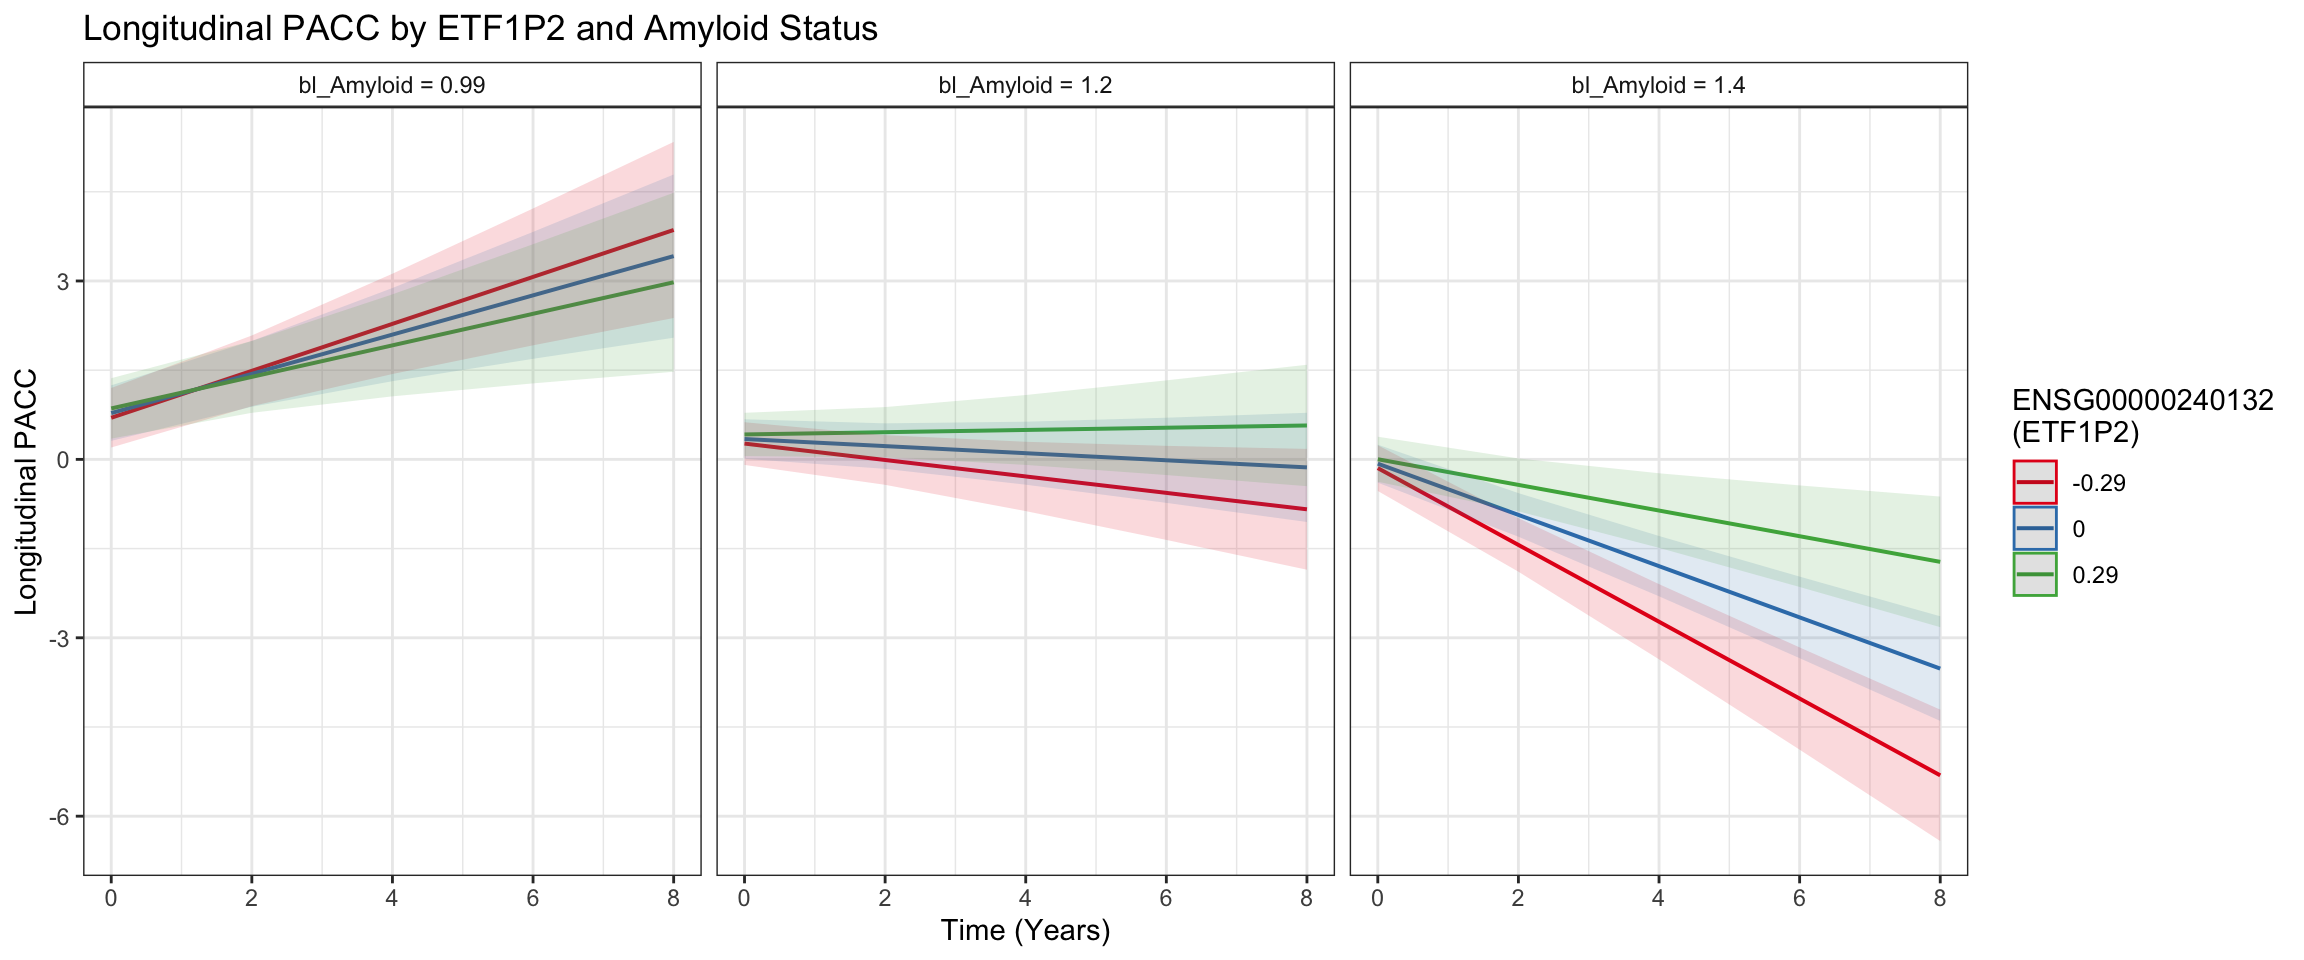 Longitudinal PACC by ETF1P2 and Amyloid Status
bl_Amyloid = 0.99
bl_Amyloid = 1.2
bl_Amyloid = 1.4
Longitudinal PACC
3
0
-3
-6
0 2 4 6 8
0 2 4 6 8
0 2 4 6 8
Time (Years)
ENSG00000240132
(ETF1P2)
-0.29
0
0.29